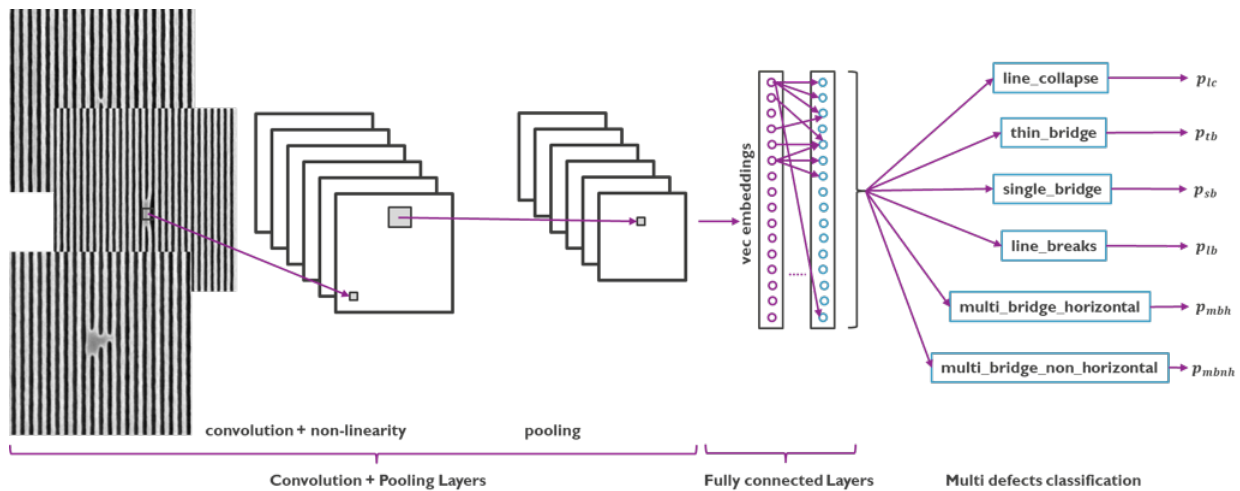 line_collapse
p_lc
thin_bridge
p_tb
single_bridge
p_sb
line_breaks
p_lb
multi_bridge_horizontal
p_mbh
multi_bridge_non_horizontal
p_mbnh
vec embeddings
.....
convolution + non-linearity
pooling
Convolution + Pooling Layers
Fully connected Layers
Multi defects classification